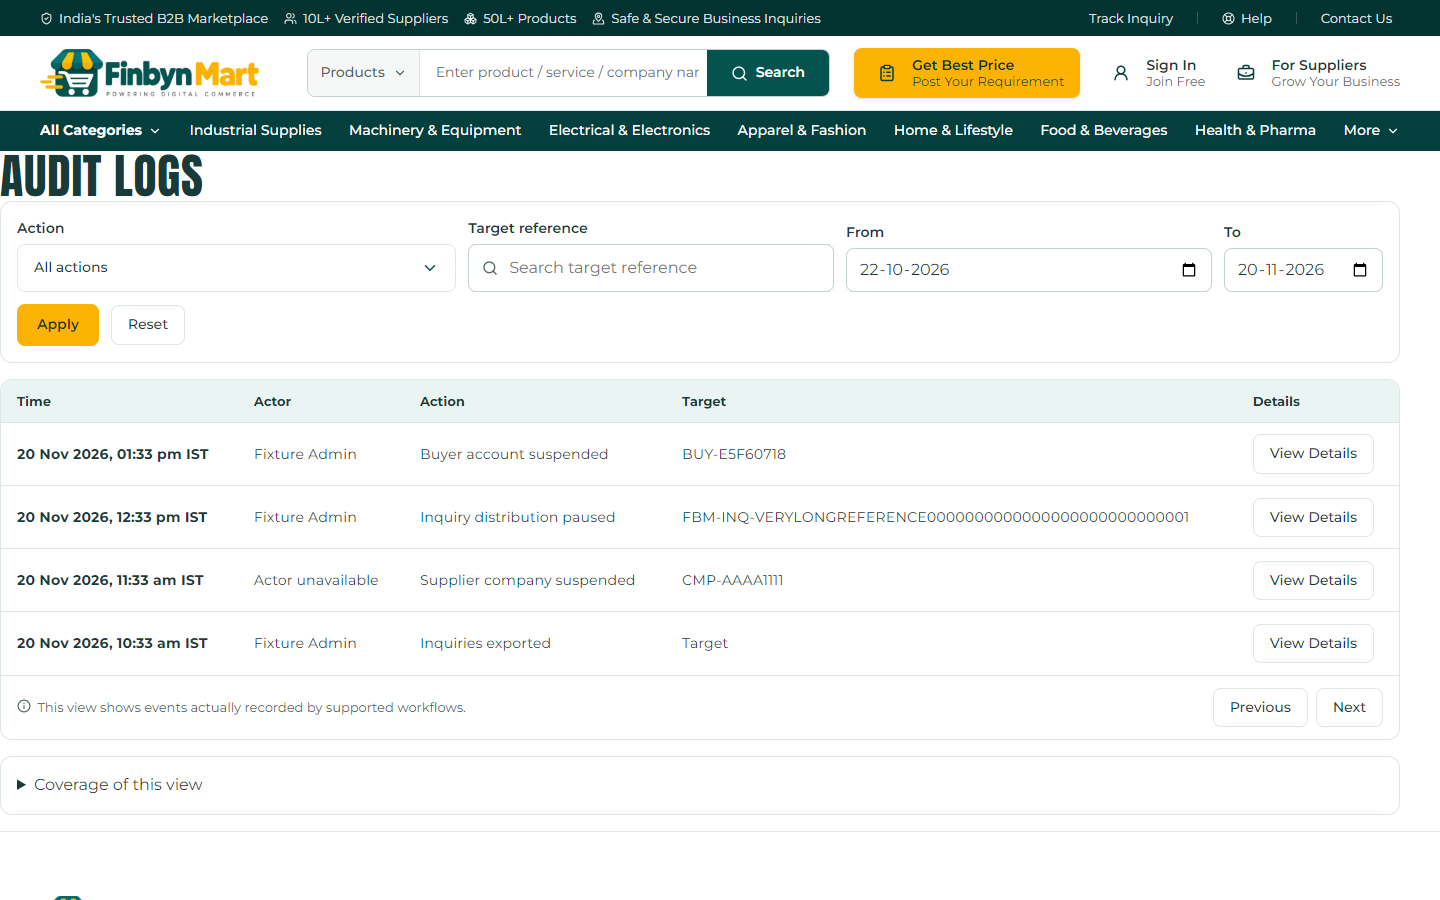 India's Trusted B2B Marketplace 10L+ Verified Suppliers 50L+ Products Safe & Secure Business Inquiries Track Inquiry Help Contact Us
FinbynMart
POWERING DIGITAL COMMERCE
Products Enter product / service / company nar Search
Get Best Price
Post Your Requirement
Sign In
Join Free
For Suppliers
Grow Your Business
All Categories Industrial Supplies Machinery & Equipment Electrical & Electronics Apparel & Fashion Home & Lifestyle Food & Beverages Health & Pharma More
AUDIT LOGS
Action Target reference From To
All actions Search target reference 22-10-2026 20-11-2026
Apply Reset
Time Actor Action Target Details
20 Nov 2026, 01:33 pm IST Fixture Admin Buyer account suspended BUY-E5F60718 View Details
20 Nov 2026, 12:33 pm IST Fixture Admin Inquiry distribution paused FBM-INQ-VERYLONGREFERENCE0000000000000000000000000001 View Details
20 Nov 2026, 11:33 am IST Actor unavailable Supplier company suspended CMP-AAAA1111 View Details
20 Nov 2026, 10:33 am IST Fixture Admin Inquiries exported Target View Details
This view shows events actually recorded by supported workflows. Previous Next
Coverage of this view